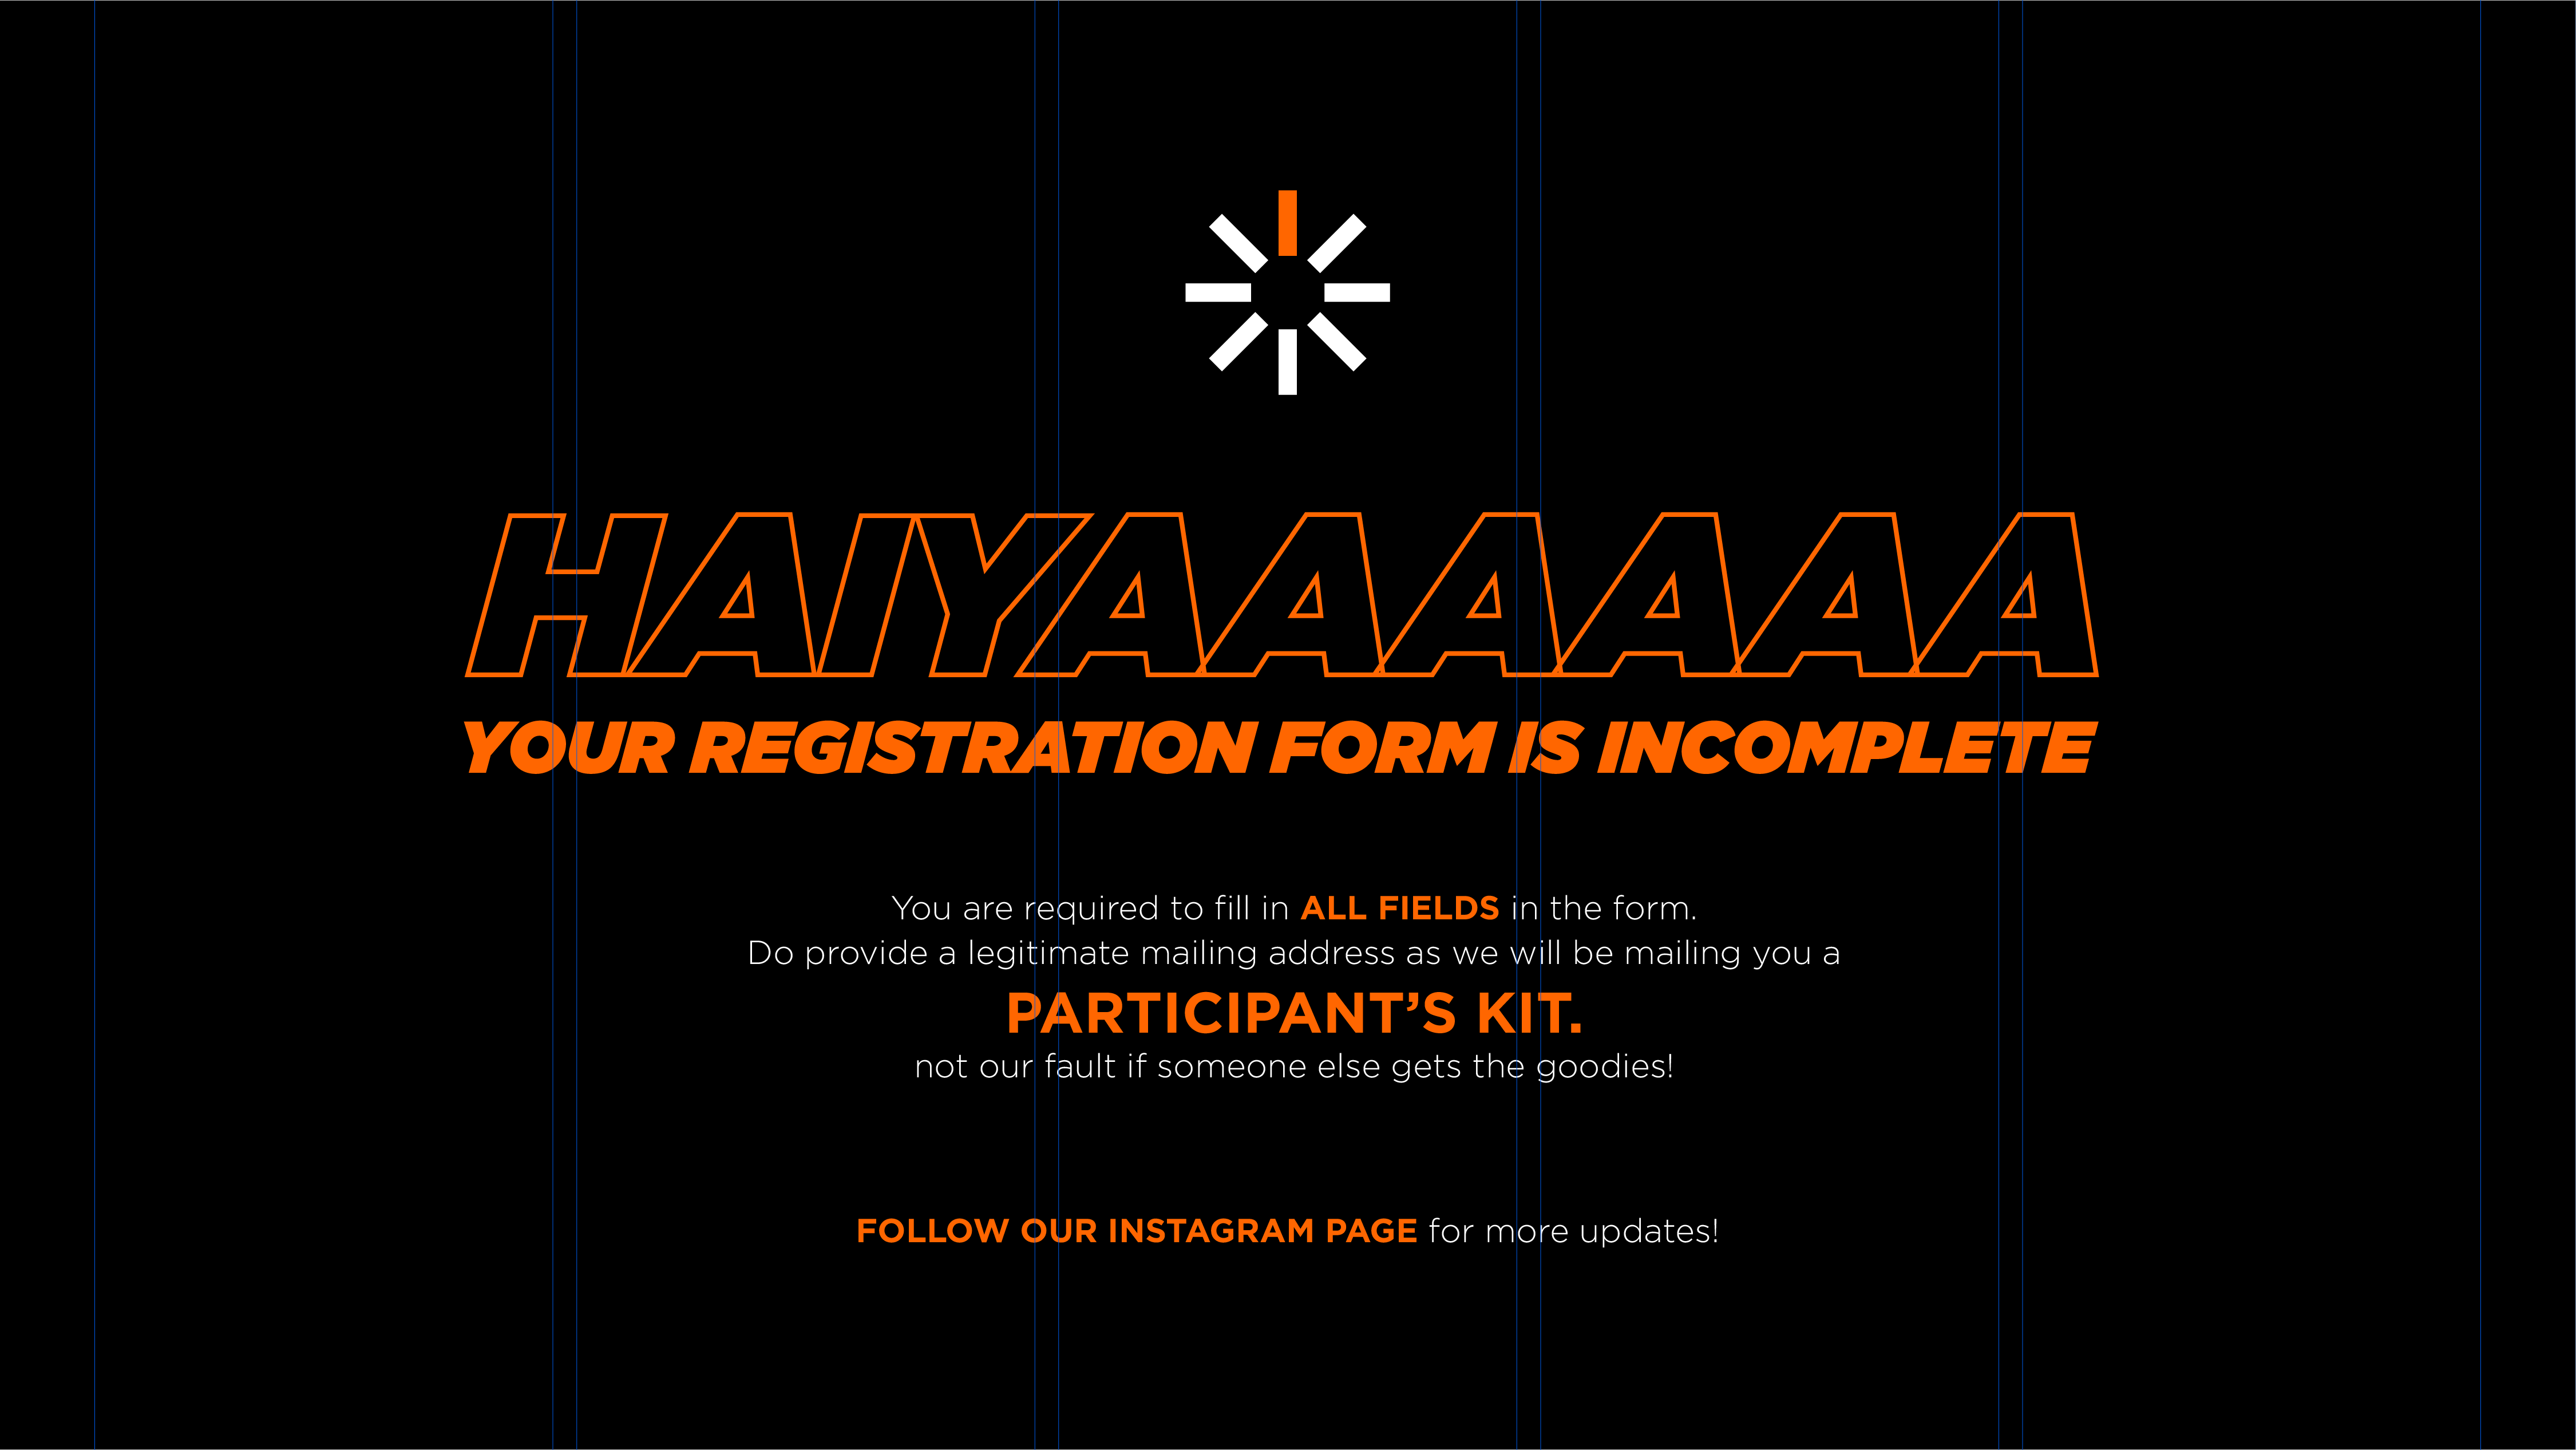 HAIYAAAAAA
YOUR REGISTRATION FORM IS INCOMPLETE
You are required to fill in ALL FIELDS in the form.
Do provide a legitimate mailing address as we will be mailing you a
PARTICIPANT’S KIT.
not our fault if someone else gets the goodies!
FOLLOW OUR INSTAGRAM PAGE for more updates!